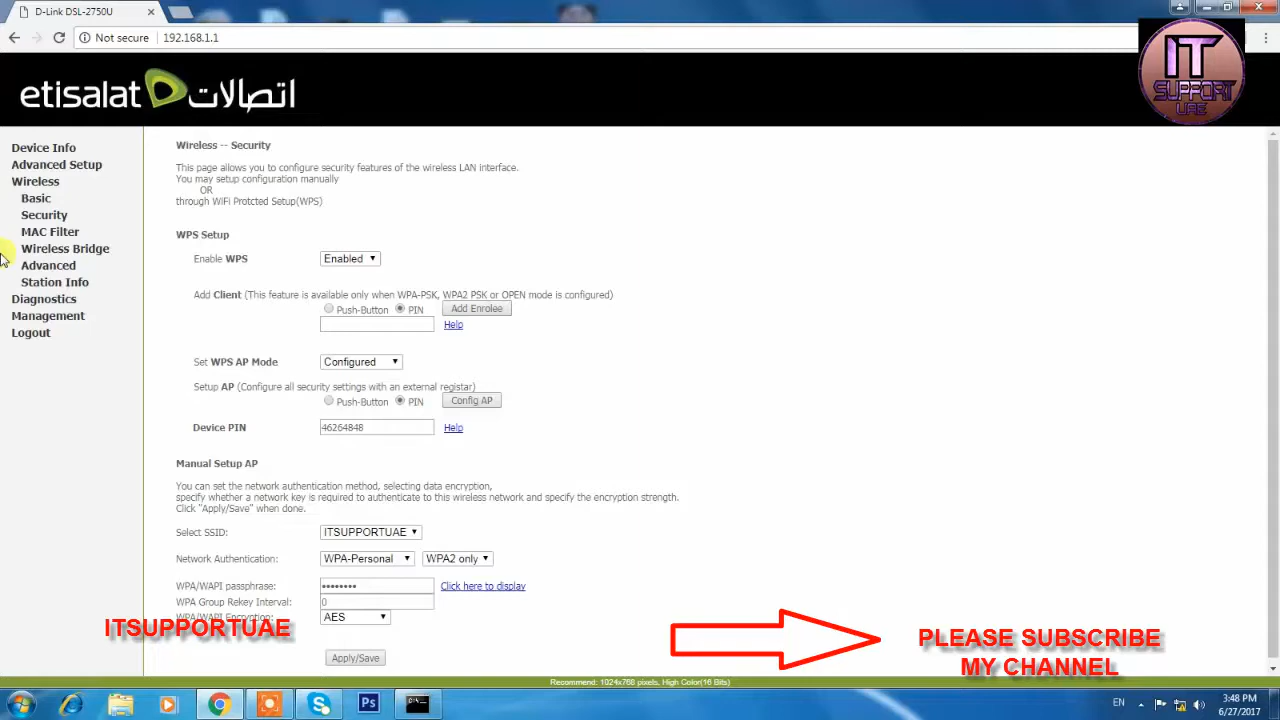 D-Link DSL-2750U
Not secure
192.168.1.1
etisalat اتصالات
IT
SUPPORT
UAE
Device Info
Advanced Setup
Wireless
Basic
Security
MAC Filter
Wireless Bridge
Advanced
Station Info
Diagnostics
Management
Logout
Wireless -- Security
This page allows you to configure security features of the wireless LAN interface.
You may setup configuration manually
OR
through WiFi Protcted Setup(WPS)
WPS Setup
Enable WPS Enabled
Add Client (This feature is available only when WPA-PSK, WPA2 PSK or OPEN mode is configured)
Push-Button PIN Add Enrolee
Help
Set WPS AP Mode Configured
Setup AP (Configure all security settings with an external registar)
Push-Button PIN Config AP
Device PIN 46264848 Help
Manual Setup AP
You can set the network authentication method, selecting data encryption,
specify whether a network key is required to authenticate to this wireless network and specify the encryption strength.
Click "Apply/Save" when done.
Select SSID: ITSUPPORTUAE
Network Authentication: WPA-Personal WPA2 only
WPA/WAPI passphrase: •••••••• Click here to display
WPA Group Rekey Interval: 0
WPA/WAPI Encryption: AES
ITSUPPORTUAE
Apply/Save
PLEASE SUBSCRIBE
MY CHANNEL
Recommend: 1024x768 pixels, High Color(16 Bits)
Ps
EN
3:48 PM
6/27/2017